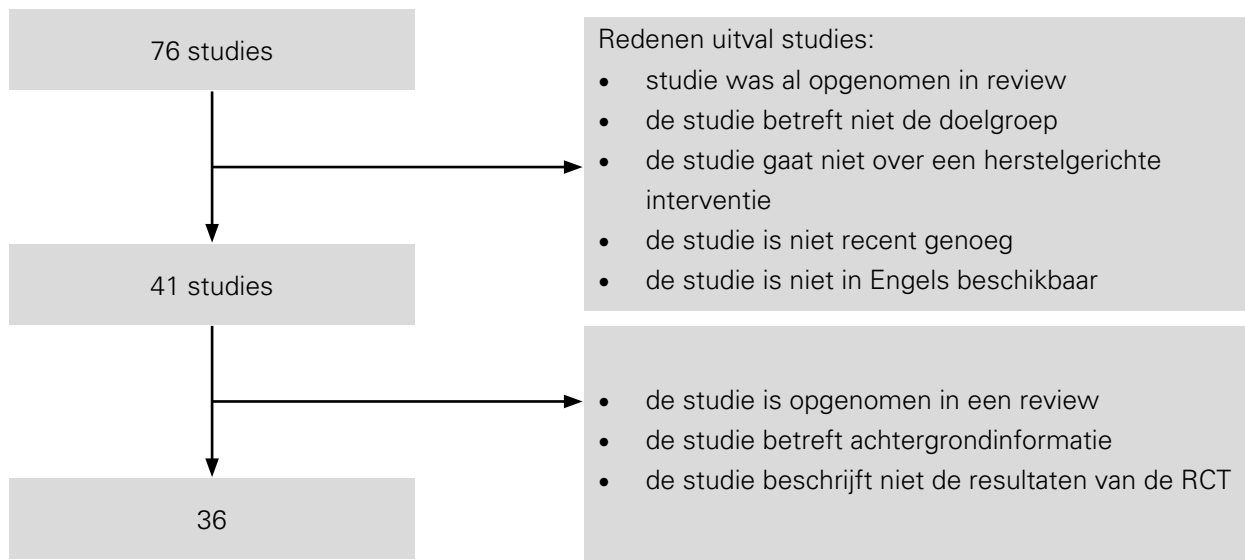 76 studies
Redenen uitval studies:
• studie was al opgenomen in review
• de studie betreft niet de doelgroep
• de studie gaat niet over een herstelgerichte
interventie
• de studie is niet recent genoeg
• de studie is niet in Engels beschikbaar
41 studies
• de studie is opgenomen in een review
• de studie betreft achtergrondinformatie
• de studie beschrijft niet de resultaten van de RCT
36